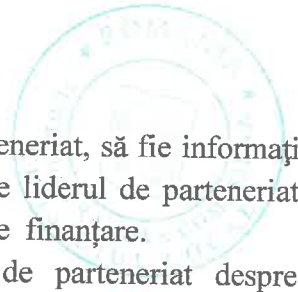 eneriat, să fie informaţi
e liderul de parteneriat
e finanţare.
de parteneriat despre